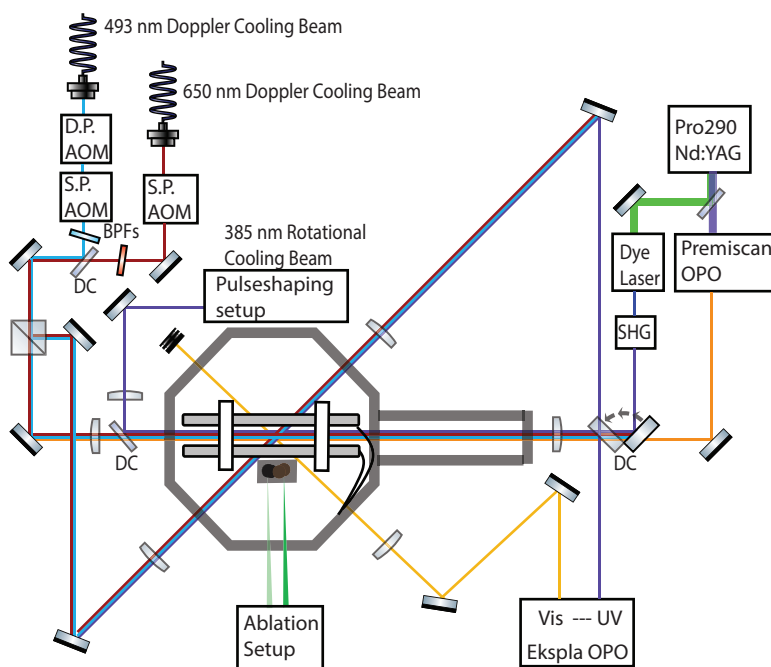 493 nm Doppler Cooling Beam
650 nm Doppler Cooling Beam
D.P.
AOM
S.P.
AOM
S.P.
AOM
BPFs
DC
385 nm Rotational
Cooling Beam
Pulseshaping
setup
Pro290
Nd:YAG
Dye
Laser
Premiscan
OPO
SHG
DC
DC
Ablation
Setup
Vis --- UV
Ekspla OPO